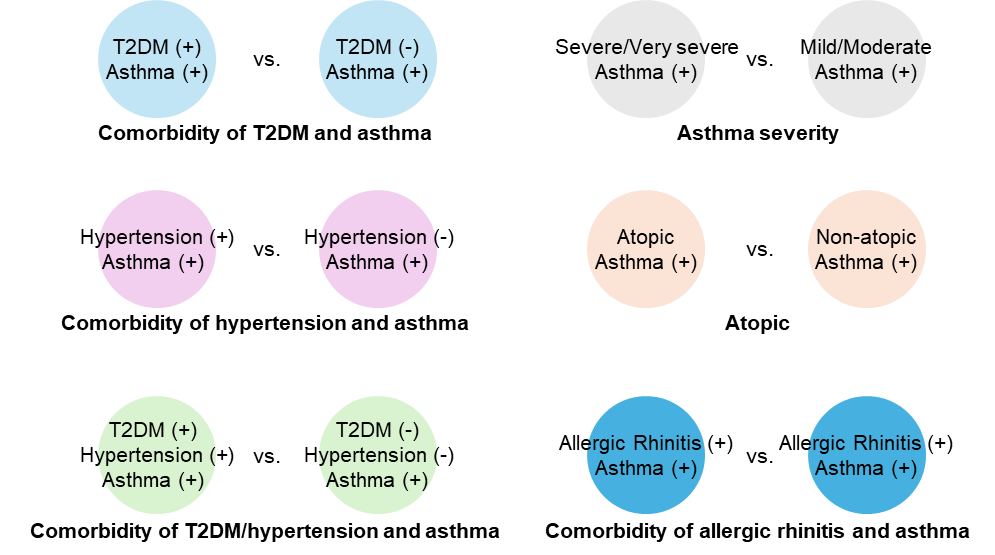 T2DM (+)
Asthma (+)
vs.
T2DM (-)
Asthma (+)
Comorbidity of T2DM and asthma
Severe/Very severe
Asthma (+)
vs.
Mild/Moderate
Asthma (+)
Asthma severity
Hypertension (+)
Asthma (+)
vs.
Hypertension (-)
Asthma (+)
Comorbidity of hypertension and asthma
Atopic
Asthma (+)
vs.
Non-atopic
Asthma (+)
Atopic
T2DM (+)
Hypertension (+)
Asthma (+)
vs.
T2DM (-)
Hypertension (-)
Asthma (+)
Comorbidity of T2DM/hypertension and asthma
Allergic Rhinitis (+)
Asthma (+)
vs.
Allergic Rhinitis (+)
Asthma (+)
Comorbidity of allergic rhinitis and asthma